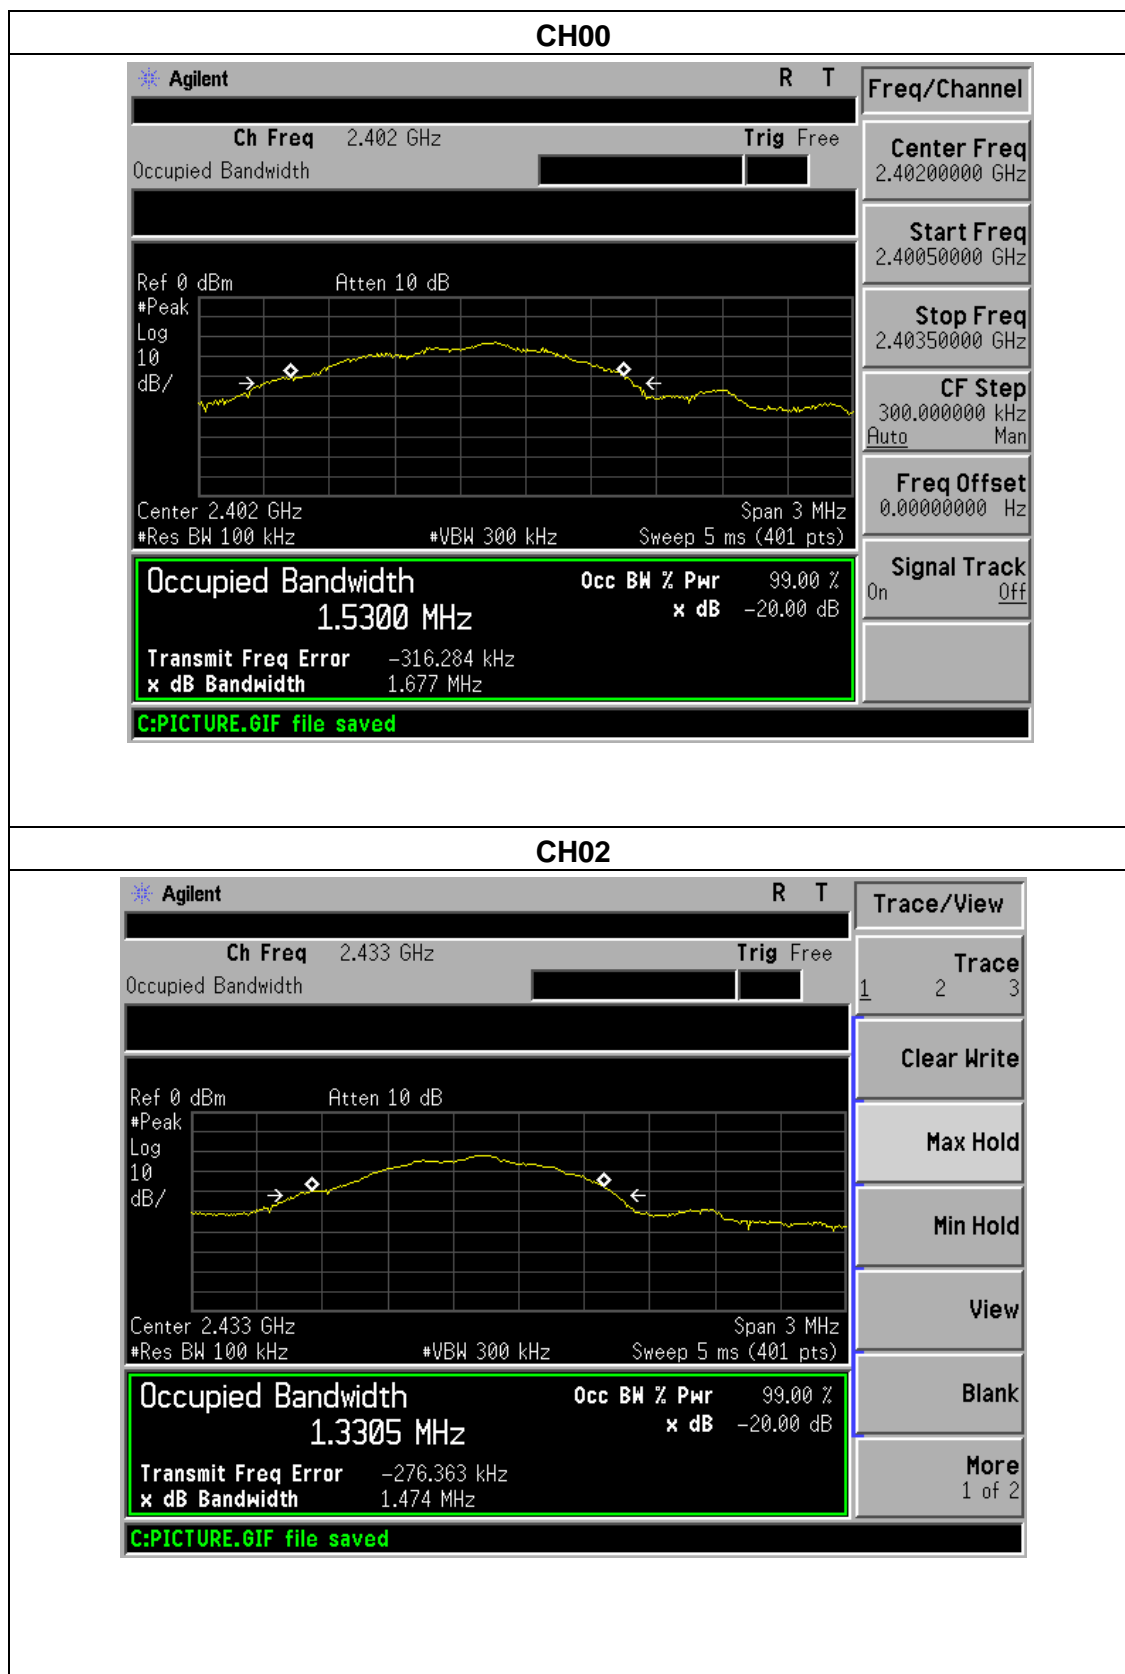 CH00
Agilent R T
Freq/Channel
Ch Freq 2.402 GHz Trig Free
Occupied Bandwidth
Center Freq
2.40200000 GHz
Start Freq
2.40050000 GHz
Stop Freq
2.40350000 GHz
CF Step
300.000000 kHz
Auto Man
Freq Offset
0.00000000 Hz
Signal Track
On Off
Ref 0 dBm Atten 10 dB
#Peak
Log
10
dB/
Center 2.402 GHz Span 3 MHz
#Res BW 100 kHz #VBW 300 kHz Sweep 5 ms (401 pts)
Occupied Bandwidth Occ BW % Pwr 99.00 %
1.5300 MHz x dB -20.00 dB
Transmit Freq Error -316.284 kHz
x dB Bandwidth 1.677 MHz
C:PICTURE.GIF file saved
CH02
Agilent R T
Trace/View
Ch Freq 2.433 GHz Trig Free
Occupied Bandwidth
Trace
1 2 3
Clear Write
Max Hold
Min Hold
View
Blank
More
1 of 2
Ref 0 dBm Atten 10 dB
#Peak
Log
10
dB/
Center 2.433 GHz Span 3 MHz
#Res BW 100 kHz #VBW 300 kHz Sweep 5 ms (401 pts)
Occupied Bandwidth Occ BW % Pwr 99.00 %
1.3305 MHz x dB -20.00 dB
Transmit Freq Error -276.363 kHz
x dB Bandwidth 1.474 MHz
C:PICTURE.GIF file saved